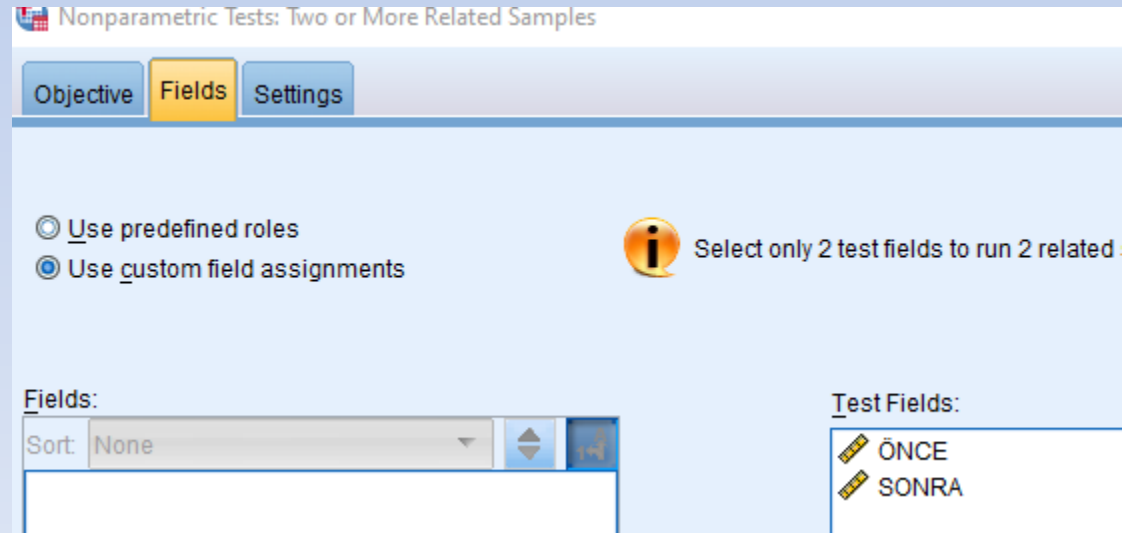 Nonparametric Tests: Two or More Related Samples
Objective Fields Settings
Use predefined roles
Use custom field assignments
Select only 2 test fields to run 2 related
Fields:
Sort: None
Test Fields:
ÖNCE
SONRA